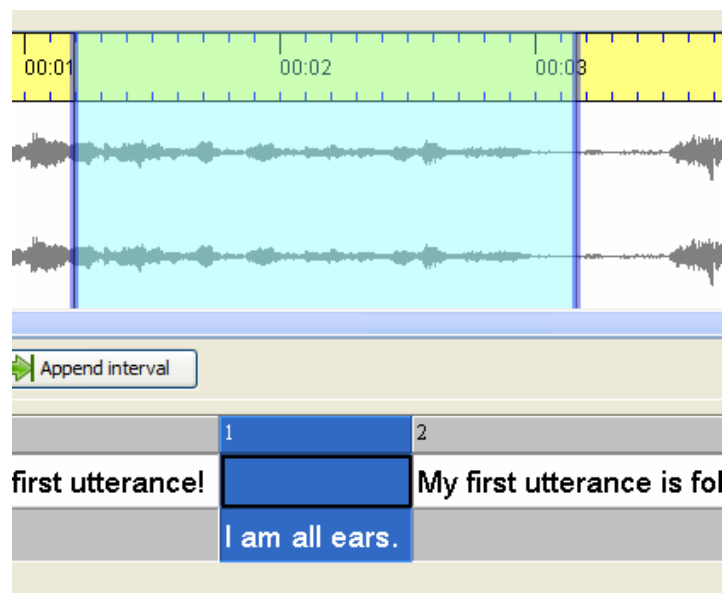 00:01 00:02 00:03
Append interval
1 2
first utterance! My first utterance is fol
I am all ears.